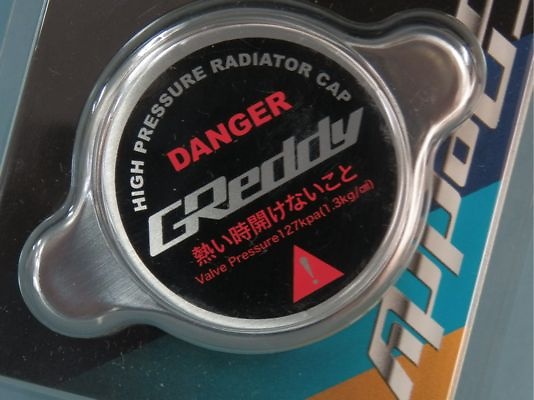 HIGH PRESSURE RADIATOR CAP
DANGER
GReddy
熱い時開けないこと
Valve Pressure127kpa(1.3kg/㎠)
GReddy